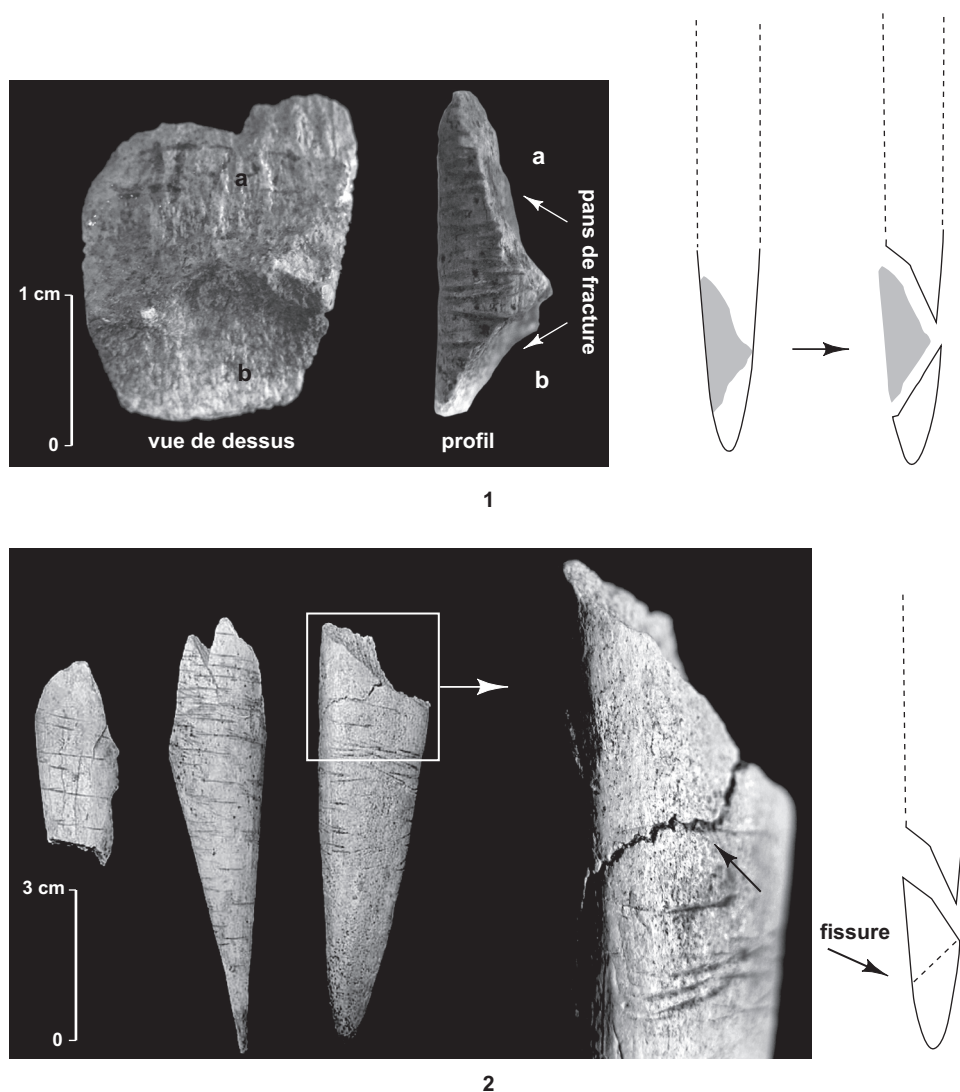 a
a
pans de fracture
1 cm
b
b
0
vue de dessus
profil
1
3 cm
fissure
0
2